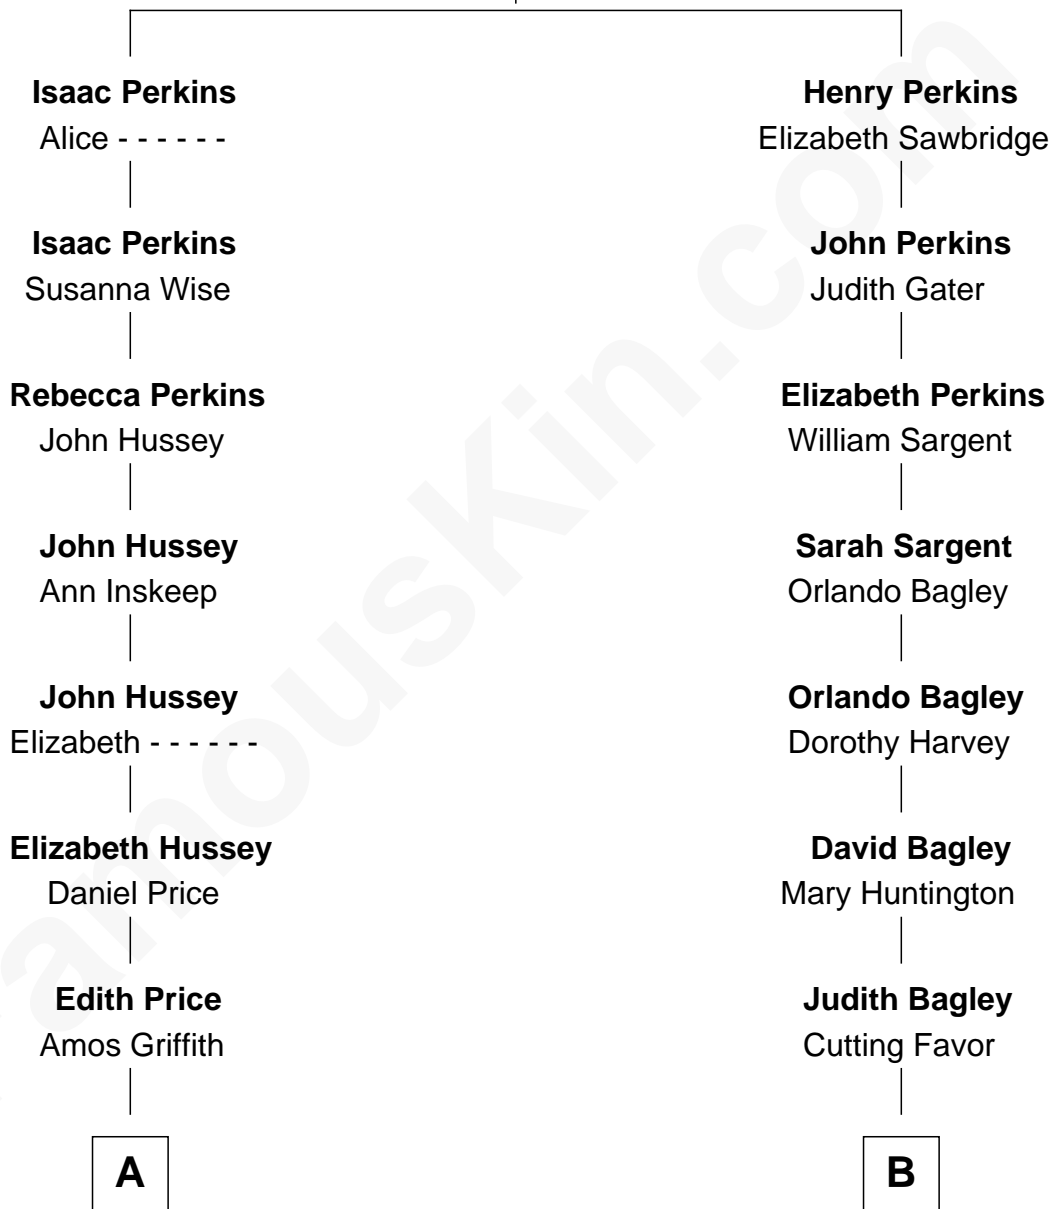 Isaac Perkins
Alice - - - - - -
Isaac Perkins
Susanna Wise
Rebecca Perkins
John Hussey
John Hussey
Ann Inskeep
John Hussey
Elizabeth - - - - - -
Elizabeth Hussey
Daniel Price
Edith Price
Amos Griffith
A
Henry Perkins
Elizabeth Sawbridge
John Perkins
Judith Gater
Elizabeth Perkins
William Sargent
Sarah Sargent
Orlando Bagley
Orlando Bagley
Dorothy Harvey
David Bagley
Mary Huntington
Judith Bagley
Cutting Favor
B
amousKin.com